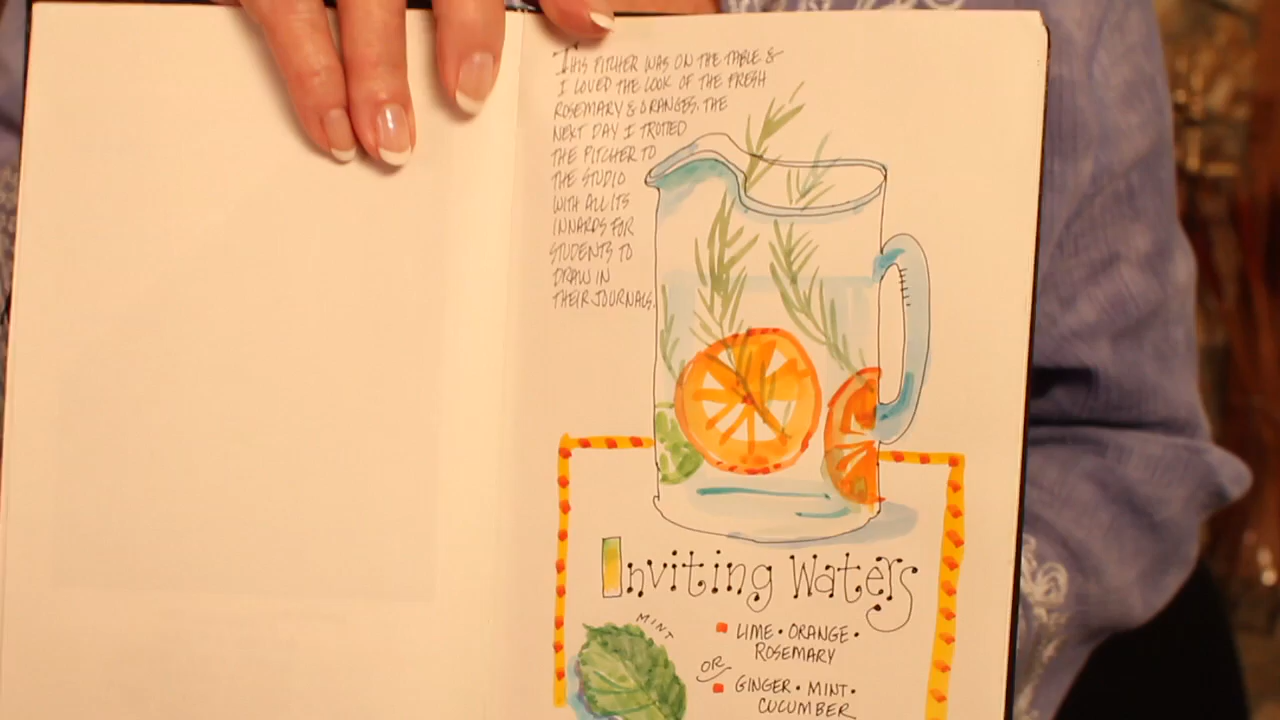 THIS PITCHER WAS ON THE TABLE &
I LOVED THE LOOK OF THE FRESH
ROSEMARY & ORANGES. THE
NEXT DAY I TROTTED
THE PITCHER TO
THE STUDIO
WITH ALL ITS
INNARDS FOR
STUDENTS TO
DRAW IN
THEIR JOURNALS.
Inviting Waters
MINT
LIME • ORANGE •
ROSEMARY
OR
GINGER • MINT •
CUCUMBER